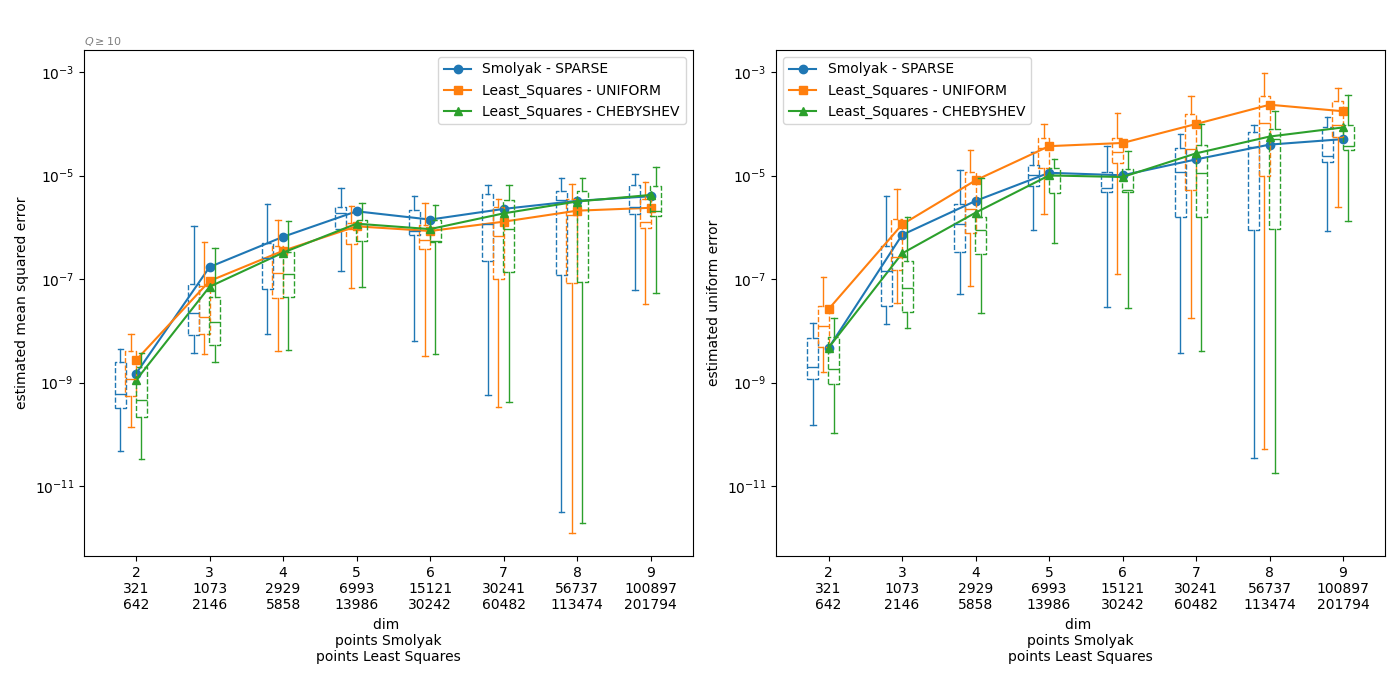 Q ≥ 10
estimated mean squared error
10⁻³
10⁻⁵
10⁻⁷
10⁻⁹
10⁻¹¹
Smolyak - SPARSE
Least_Squares - UNIFORM
Least_Squares - CHEBYSHEV
2 3 4 5 6 7 8 9
321 1073 2929 6993 15121 30241 56737 100897
642 2146 5858 13986 30242 60482 113474 201794
dim
points Smolyak
points Least Squares
estimated uniform error
10⁻³
10⁻⁵
10⁻⁷
10⁻⁹
10⁻¹¹
Smolyak - SPARSE
Least_Squares - UNIFORM
Least_Squares - CHEBYSHEV
2 3 4 5 6 7 8 9
321 1073 2929 6993 15121 30241 56737 100897
642 2146 5858 13986 30242 60482 113474 201794
dim
points Smolyak
points Least Squares